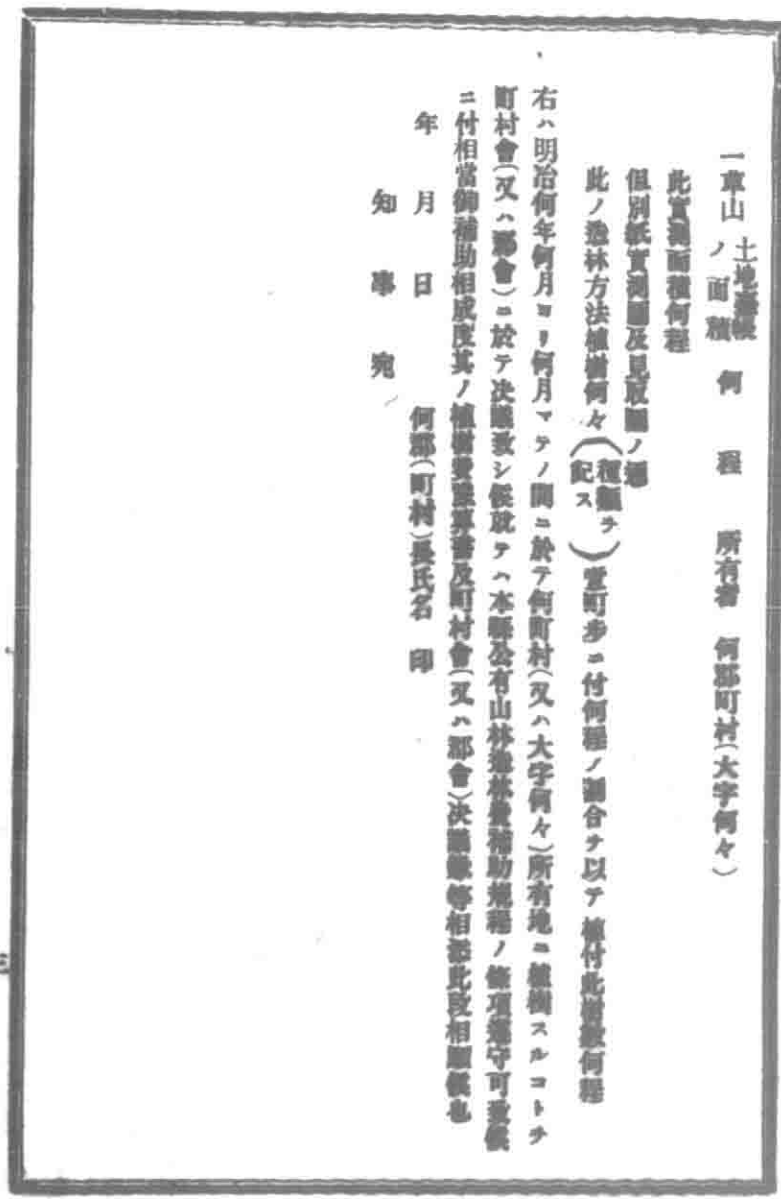 一草山 土地臺帳ノ面積 何程 所有者 何郡町村(大字何々)
此實測面積何程
但別紙實測圖及見取圖ノ通
此ノ造林方法植樹何々(種類ヲ記ス)壹町歩ニ付何程ノ割合ヲ以テ植付此樹數何程
右ハ明治何年何月ヨリ何月マテノ間ニ於テ何町村(又ハ大字何々)所有地ニ植樹スルコトヲ
町村會(又ハ郡會)ニ於テ决議致シ候就テハ本縣公有山林造林費補助規程ノ條項遵守可致候
ニ付相當御補助相成度其ノ植樹費豫算書及町村會(又ハ郡會)决議錄等相添此段相願候也
年月日
何郡(町村)長氏名印
知事宛
三